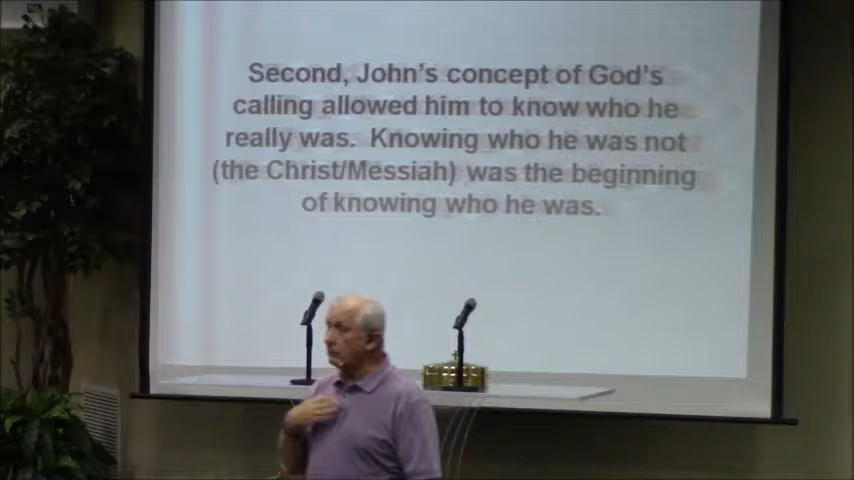 Second, John's concept of God's
calling allowed him to know who he
really was. Knowing who he was not
(the Christ/Messiah) was the beginning
of knowing who he was.